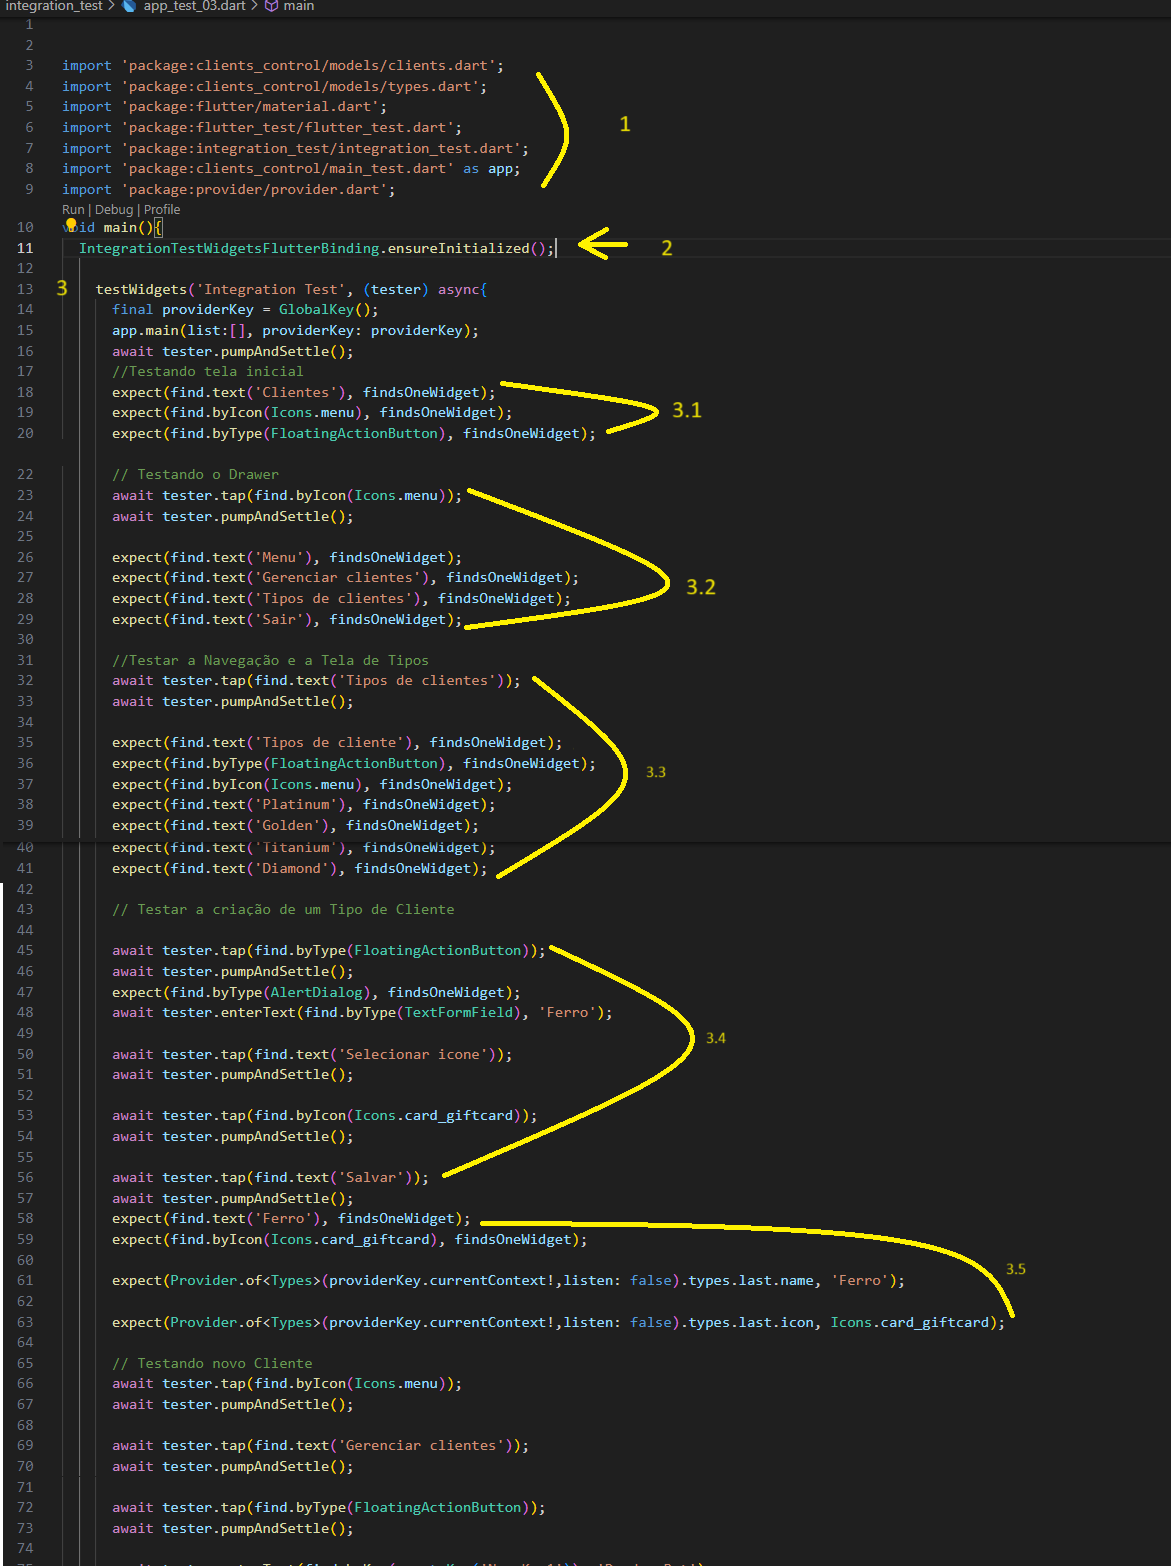 integration_test > app_test_03.dart > main
1
2
3 import 'package:clients_control/models/clients.dart';
4 import 'package:clients_control/models/types.dart';
5 import 'package:flutter/material.dart';
6 import 'package:flutter_test/flutter_test.dart';
1
7 import 'package:integration_test/integration_test.dart';
8 import 'package:clients_control/main_test.dart' as app;
9 import 'package:provider/provider.dart';
Run | Debug | Profile
10 void main(){
11 IntegrationTestWidgetsFlutterBinding.ensureInitialized();
2
12
3
13 testWidgets('Integration Test', (tester) async{
14 final providerKey = GlobalKey();
15 app.main(list:[], providerKey: providerKey);
16 await tester.pumpAndSettle();
17 //Testando tela inicial
18 expect(find.text('Clientes'), findsOneWidget);
19 expect(find.byIcon(Icons.menu), findsOneWidget);
3.1
20 expect(find.byType(FloatingActionButton), findsOneWidget);
22 // Testando o Drawer
23 await tester.tap(find.byIcon(Icons.menu));
24 await tester.pumpAndSettle();
25
26 expect(find.text('Menu'), findsOneWidget);
27 expect(find.text('Gerenciar clientes'), findsOneWidget);
3.2
28 expect(find.text('Tipos de clientes'), findsOneWidget);
29 expect(find.text('Sair'), findsOneWidget);
30
31 //Testar a Navegação e a Tela de Tipos
32 await tester.tap(find.text('Tipos de clientes'));
33 await tester.pumpAndSettle();
34
35 expect(find.text('Tipos de cliente'), findsOneWidget);
36 expect(find.byType(FloatingActionButton), findsOneWidget);
3.3
37 expect(find.byIcon(Icons.menu), findsOneWidget);
38 expect(find.text('Platinum'), findsOneWidget);
39 expect(find.text('Golden'), findsOneWidget);
40 expect(find.text('Titanium'), findsOneWidget);
41 expect(find.text('Diamond'), findsOneWidget);
42
43 // Testar a criação de um Tipo de Cliente
44
45 await tester.tap(find.byType(FloatingActionButton));
46 await tester.pumpAndSettle();
47 expect(find.byType(AlertDialog), findsOneWidget);
48 await tester.enterText(find.byType(TextFormField), 'Ferro');
49
3.4
50 await tester.tap(find.text('Selecionar icone'));
51 await tester.pumpAndSettle();
52
53 await tester.tap(find.byIcon(Icons.card_giftcard));
54 await tester.pumpAndSettle();
55
56 await tester.tap(find.text('Salvar'));
57 await tester.pumpAndSettle();
58 expect(find.text('Ferro'), findsOneWidget);
59 expect(find.byIcon(Icons.card_giftcard), findsOneWidget);
60
3.5
61 expect(Provider.of<Types>(providerKey.currentContext!,listen: false).types.last.name, 'Ferro');
62
63 expect(Provider.of<Types>(providerKey.currentContext!,listen: false).types.last.icon, Icons.card_giftcard);
64
65 // Testando novo Cliente
66 await tester.tap(find.byIcon(Icons.menu));
67 await tester.pumpAndSettle();
68
69 await tester.tap(find.text('Gerenciar clientes'));
70 await tester.pumpAndSettle();
71
72 await tester.tap(find.byType(FloatingActionButton));
73 await tester.pumpAndSettle();
74